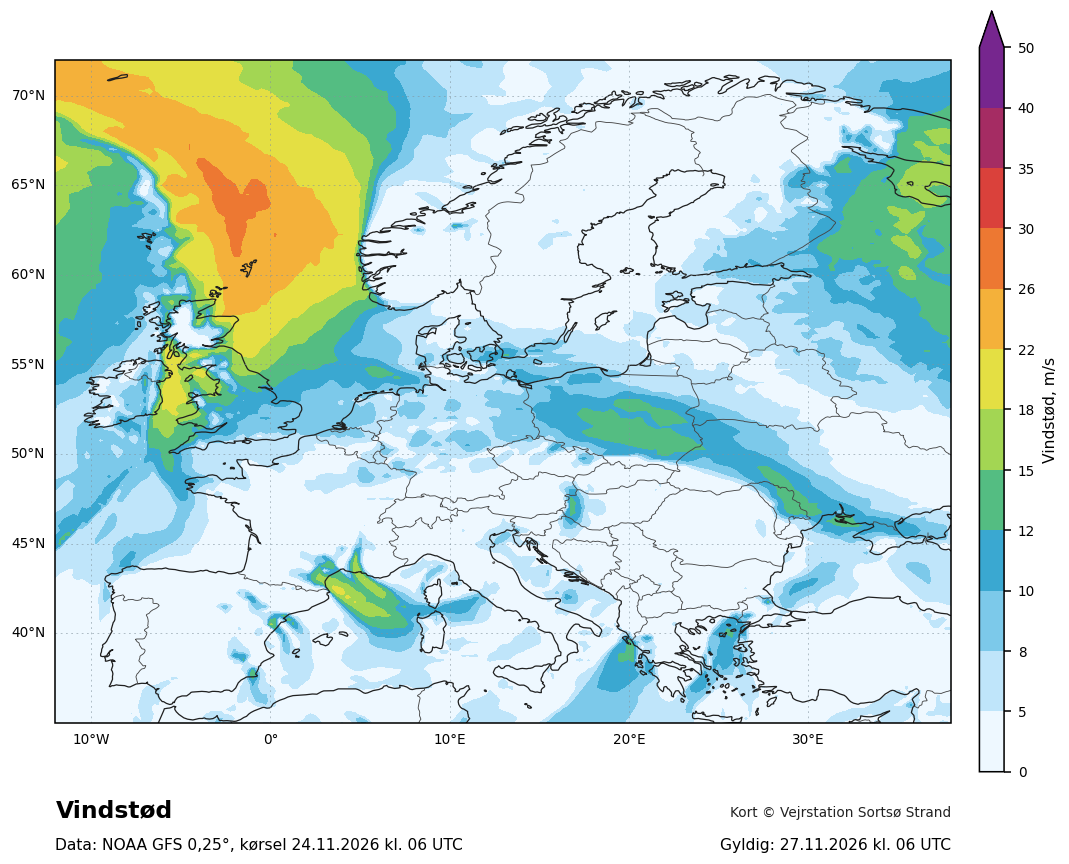 50
40
35
30
26
22
18
15
12
10
8
5
0
Vindstød, m/s
70°N
65°N
60°N
55°N
50°N
45°N
40°N
10°W
0°
10°E
20°E
30°E
Vindstød
Kort © Vejrstation Sortsø Strand
Data: NOAA GFS 0,25°, kørsel 24.11.2026 kl. 06 UTC
Gyldig: 27.11.2026 kl. 06 UTC